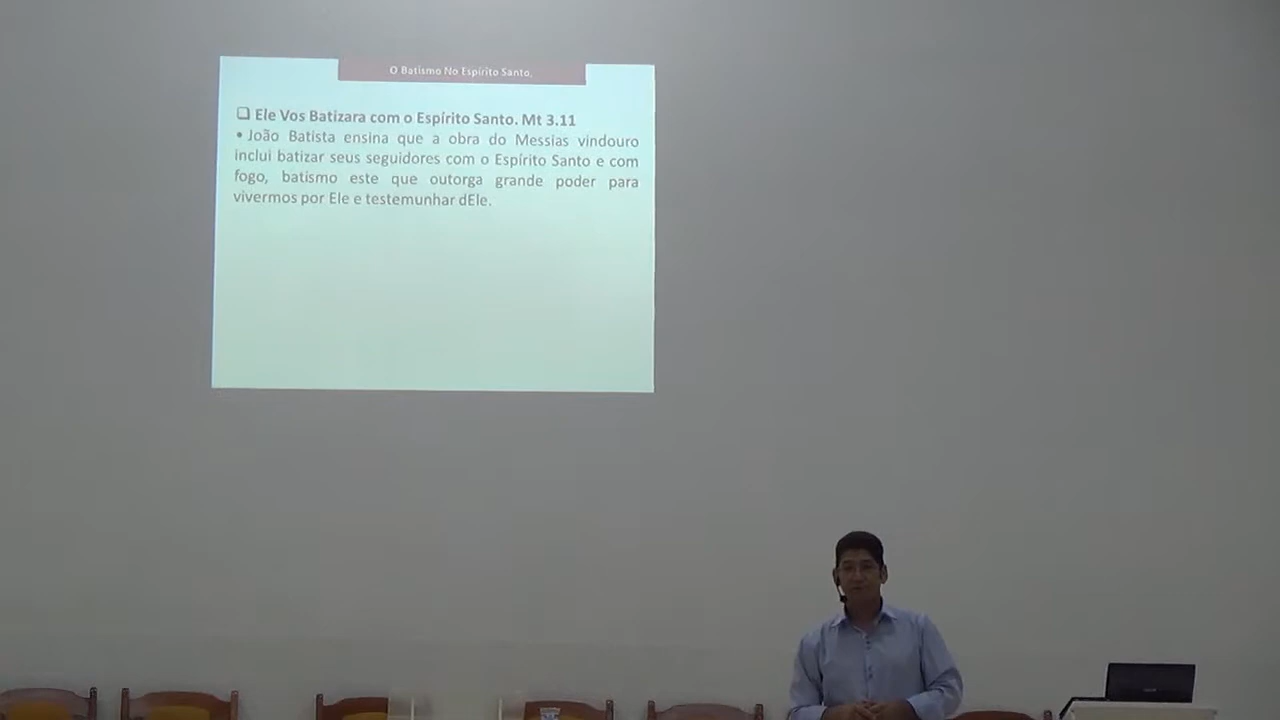 O Batismo No Espírito Santo.
❑ Ele Vos Batizara com o Espírito Santo. Mt 3.11
• João Batista ensina que a obra do Messias vindouro
inclui batizar seus seguidores com o Espírito Santo e com
fogo, batismo este que outorga grande poder para
vivermos por Ele e testemunhar dEle.